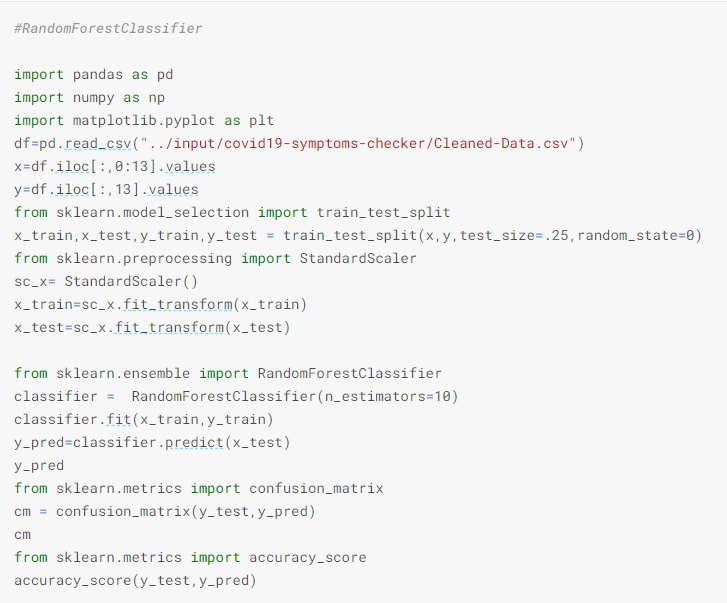 #RandomForestClassifier
import pandas as pd
import numpy as np
import matplotlib.pyplot as plt
df=pd.read_csv("../input/covid19-symptoms-checker/Cleaned-Data.csv")
x=df.iloc[:,0:13].values
y=df.iloc[:,13].values
from sklearn.model_selection import train_test_split
x_train,x_test,y_train,y_test = train_test_split(x,y,test_size=.25,random_state=0)
from sklearn.preprocessing import StandardScaler
sc_x= StandardScaler()
x_train=sc_x.fit_transform(x_train)
x_test=sc_x.fit_transform(x_test)
from sklearn.ensemble import RandomForestClassifier
classifier =  RandomForestClassifier(n_estimators=10)
classifier.fit(x_train,y_train)
y_pred=classifier.predict(x_test)
y_pred
from sklearn.metrics import confusion_matrix
cm = confusion_matrix(y_test,y_pred)
cm
from sklearn.metrics import accuracy_score
accuracy_score(y_test,y_pred)